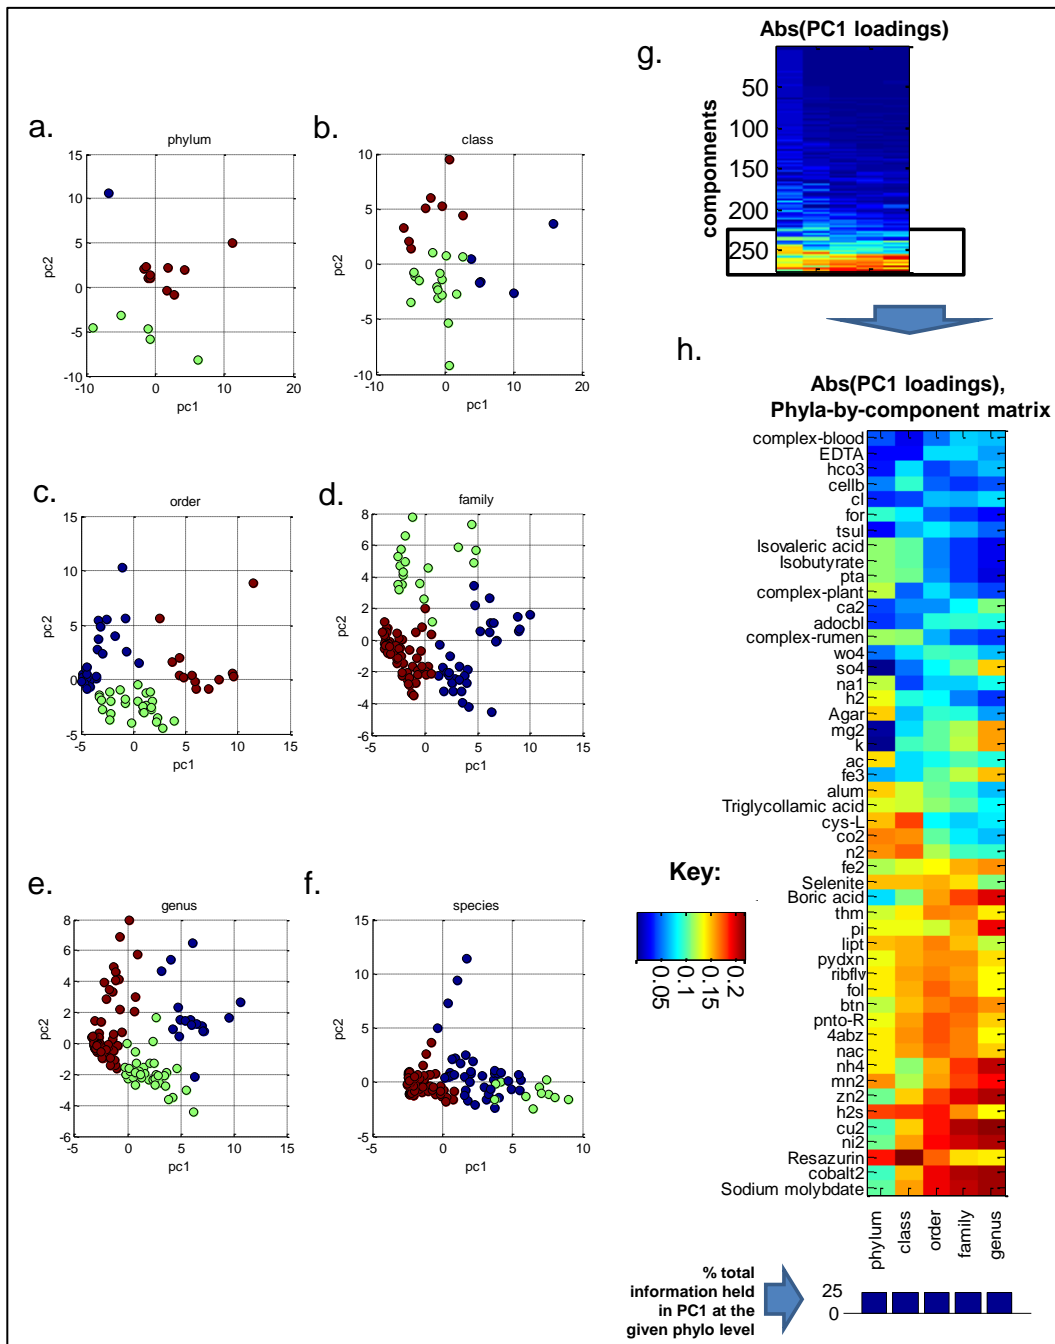 a.
phylum
15
10
5
0
-5
-10
pc2
-10
0
10
20
pc1
b.
class
10
5
0
-5
-10
pc2
-10
0
10
20
pc1
c.
order
15
10
5
0
-5
pc2
-5
0
5
10
15
pc1
d.
family
8
6
4
2
0
-2
-4
-6
pc2
-5
0
5
10
15
pc1
e.
genus
8
6
4
2
0
-2
-4
-6
pc2
-5
0
5
10
15
pc1
f.
species
15
10
5
0
-5
pc2
-5
0
5
10
pc1
g.
Abs(PC1 loadings)
componnents
50
100
150
200
250
h.
Abs(PC1 loadings),
Phyla-by-component matrix
complex-blood
EDTA
hco3
cellb
cl
for
tsul
Isovaleric acid
Isobutyrate
pta
complex-plant
ca2
adocbl
complex-rumen
wo4
so4
na1
h2
Agar
mg2
k
ac
fe3
alum
Triglycollamic acid
cys-L
co2
n2
fe2
Selenite
Boric acid
thm
pi
lipt
pydxn
ribflv
fol
btn
pnto-R
4abz
nac
nh4
mn2
zn2
h2s
cu2
ni2
Resazurin
cobalt2
Sodium molybdate
phylum
class
order
family
genus
Key:
0.05
0.1
0.15
0.2
% total
information held
in PC1 at the
given phylo level
25
0